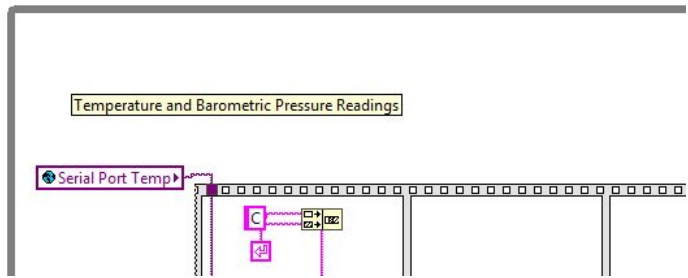 Temperature and Barometric Pressure Readings
Serial Port Temp
C